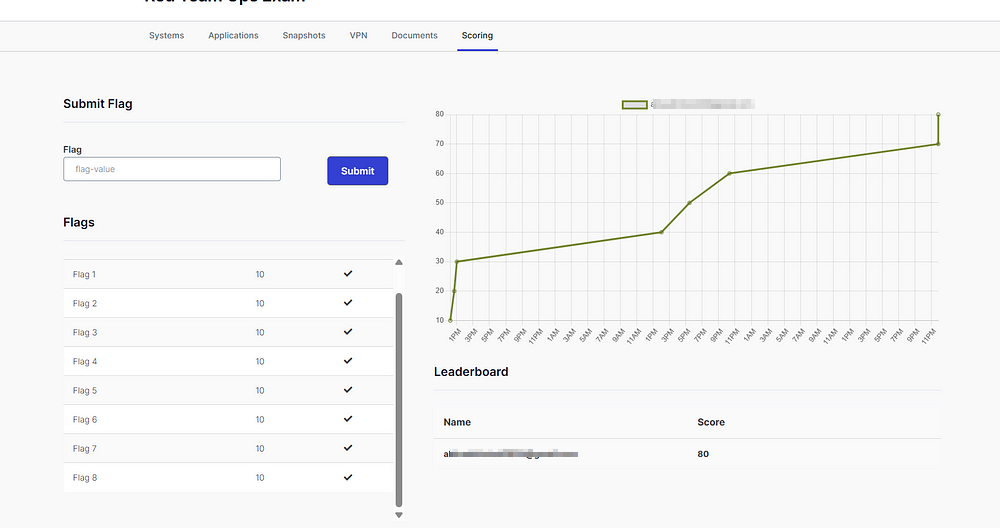 Red Team Ops Exam
Systems Applications Snapshots VPN Documents Scoring
Submit Flag
Flag
flag-value
Submit
Flags
Flag 1 10
Flag 2 10
Flag 3 10
Flag 4 10
Flag 5 10
Flag 6 10
Flag 7 10
Flag 8 10
80
70
60
50
40
30
20
10
1PM 3PM 5PM 7PM 9PM 11PM 1AM 3AM 5AM 7AM 9AM 11AM 1PM 3PM 5PM 7PM 9PM 11PM 1AM 3AM 5AM 7AM 9AM 11AM 1PM 3PM 5PM 7PM 9PM 11PM
Leaderboard
Name Score
80